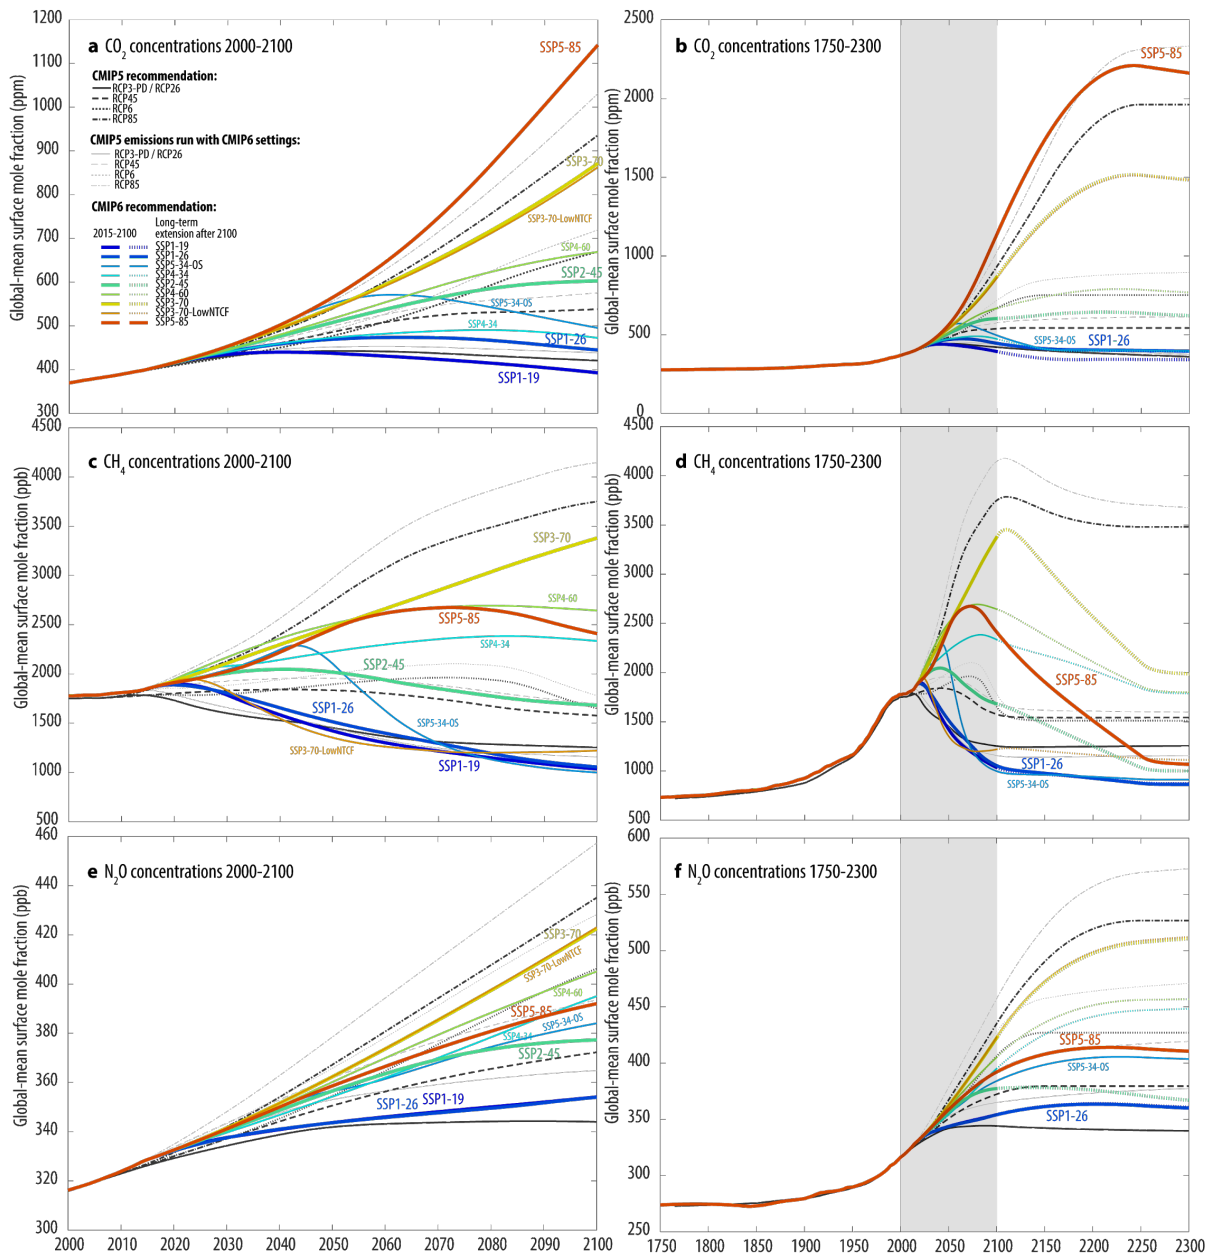 a CO2 concentrations 2000-2100
Global-mean surface mole fraction (ppm)
1200
1100
1000
900
800
700
600
500
400
300
CMIP5 recommendation:
RCP3-PD / RCP26
RCP45
RCP6
RCP85
CMIP5 emissions run with CMIP6 settings:
RCP3-PD / RCP26
RCP45
RCP6
RCP85
CMIP6 recommendation:
2015-2100
Long-term
extension after 2100
SSP1-19
SSP1-26
SSP5-34-OS
SSP4-34
SSP2-45
SSP4-60
SSP3-70
SSP3-70-LowNTCF
SSP5-85
SSP5-85
SSP3-70
SSP3-70-LowNTCF
SSP4-60
SSP2-45
SSP5-34-OS
SSP4-34
SSP1-26
SSP1-19
b CO2 concentrations 1750-2300
Global-mean surface mole fraction (ppm)
2500
2000
1500
1000
500
0
SSP5-85
SSP5-34-OS
SSP1-26
c CH4 concentrations 2000-2100
Global-mean surface mole fraction (ppb)
4500
4000
3500
3000
2500
2000
1500
1000
500
SSP3-70
SSP4-60
SSP5-85
SSP4-34
SSP2-45
SSP1-26
SSP5-34-OS
SSP3-70-LowNTCF
SSP1-19
d CH4 concentrations 1750-2300
Global-mean surface mole fraction (ppb)
4500
4000
3500
3000
2500
2000
1500
1000
500
SSP5-85
SSP1-26
SSP5-34-OS
e N2O concentrations 2000-2100
Global-mean surface mole fraction (ppb)
460
440
420
400
380
360
340
320
300
SSP3-70
SSP3-70-LowNTCF
SSP4-60
SSP5-85
SSP5-34-OS
SSP4-34
SSP2-45
SSP1-26
SSP1-19
2000 2010 2020 2030 2040 2050 2060 2070 2080 2090 2100
f N2O concentrations 1750-2300
Global-mean surface mole fraction (ppb)
600
550
500
450
400
350
300
250
SSP5-85
SSP5-34-OS
SSP1-26
1750 1800 1850 1900 1950 2000 2050 2100 2150 2200 2250 2300